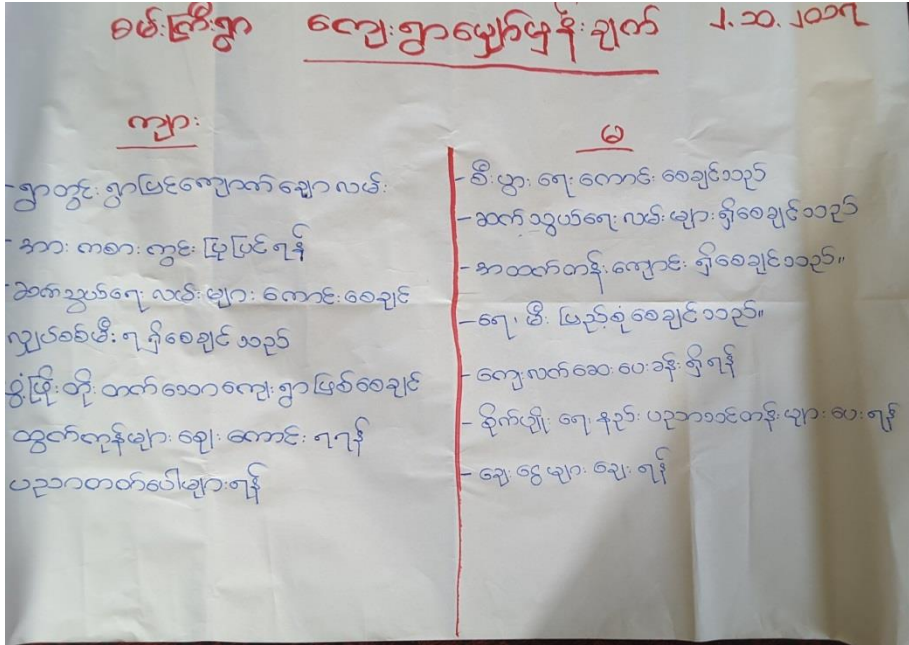 စမ်းကြီးရွာ ကျေးရွာမျှော်မှန်းချက် ၂.၁၀.၂၀၁၇
ကျား
- ရွာတွင်း ရွာပြင်ကျောက်ချောလမ်း
- အားကစားကွင်း ပြုပြင်ရန်
- ဆက်သွယ်ရေးလမ်းများ ကောင်းစေချင်
လျှပ်စစ်မီး ရရှိစေချင်သည်
ဖွံ့ဖြိုးတိုးတက်သောကျေးရွာဖြစ်စေချင်
ထွက်ကုန်များ ဈေးကောင်းရရန်
ပညာတတ်ပေါများရန်
မ
- စီးပွားရေးကောင်းစေချင်သည်
- ဆက်သွယ်ရေးလမ်းများရှိစေချင်သည်
- အထက်တန်းကျောင်းရှိစေချင်သည်။
- ရေ၊ မီး ပြည့်စုံစေချင်သည်။
- ကျေးလက်ဆေးပေးခန်းရှိရန်
- စိုက်ပျိုးရေးနည်းပညာသင်တန်းများပေးရန်
- ချေးငွေများချေးရန်